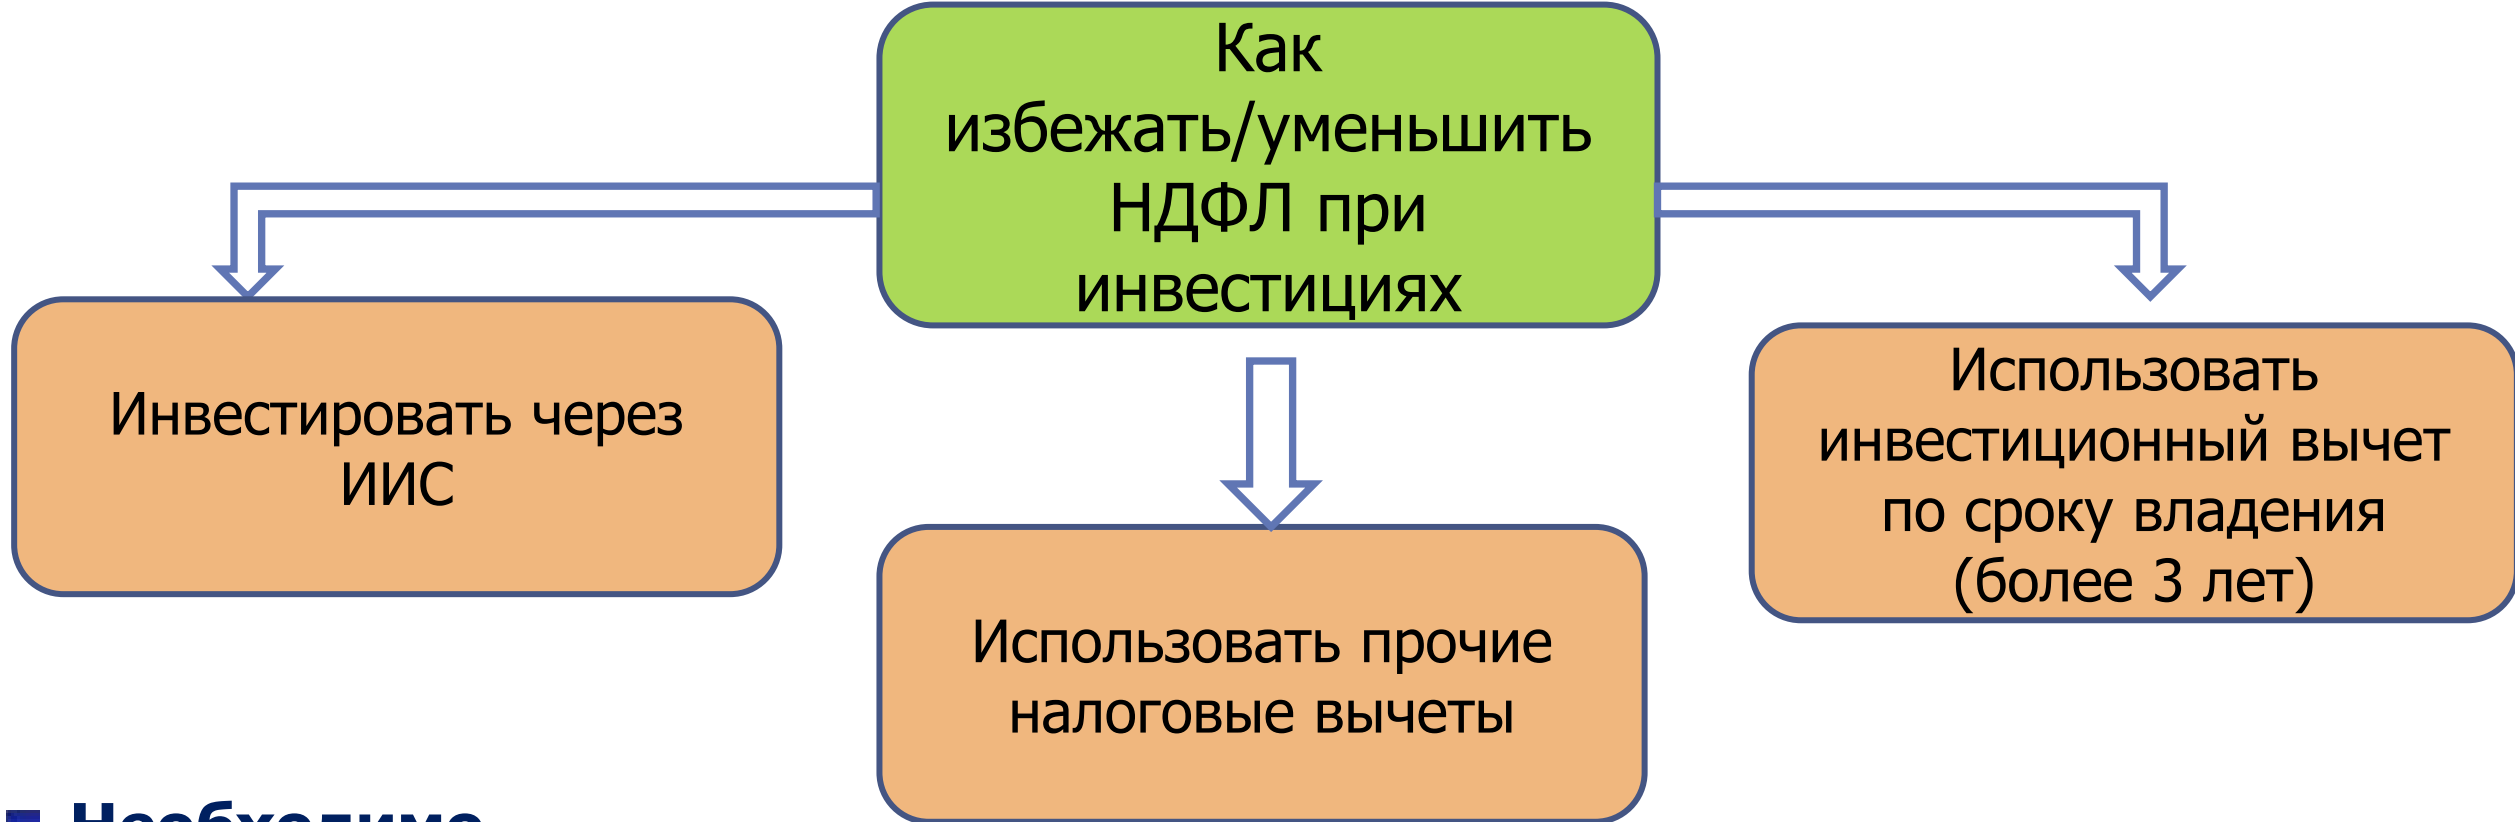 Как
избежать/уменьшить
НДФЛ при
инвестициях
Инвестировать через
ИИС
Использовать
инвестиционный вычет
по сроку владения
(более 3 лет)
Использовать прочие
налоговые вычеты